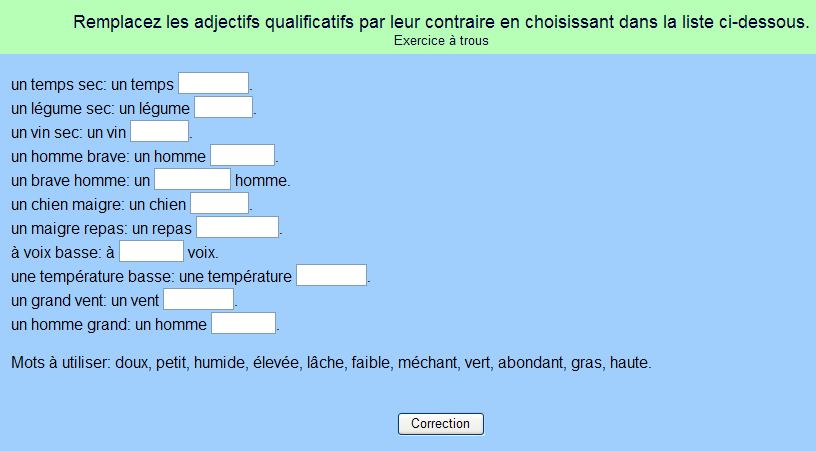 Remplacez les adjectifs qualificatifs par leur contraire en choisissant dans la liste ci-dessous.
Exercice à trous
un temps sec: un temps .
un légume sec: un légume .
un vin sec: un vin .
un homme brave: un homme .
un brave homme: un homme.
un chien maigre: un chien .
un maigre repas: un repas .
à voix basse: à voix.
une température basse: une température .
un grand vent: un vent .
un homme grand: un homme .
Mots à utiliser: doux, petit, humide, élevée, lâche, faible, méchant, vert, abondant, gras, haute.
Correction